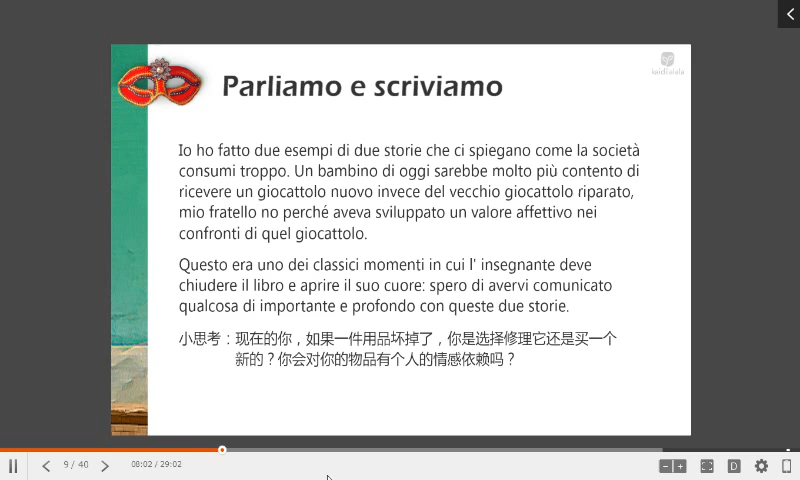 Parliamo e scriviamo
kaidialala
Io ho fatto due esempi di due storie che ci spiegano come la società
consumi troppo. Un bambino di oggi sarebbe molto più contento di
ricevere un giocattolo nuovo invece del vecchio giocattolo riparato,
mio fratello no perché aveva sviluppato un valore affettivo nei
confronti di quel giocattolo.
Questo era uno dei classici momenti in cui l' insegnante deve
chiudere il libro e aprire il suo cuore: spero di avervi comunicato
qualcosa di importante e profondo con queste due storie.
小思考：现在的你，如果一件用品坏掉了，你是选择修理它还是买一个
新的？你会对你的物品有个人的情感依赖吗？
9 / 40
08:02 / 29:02
D